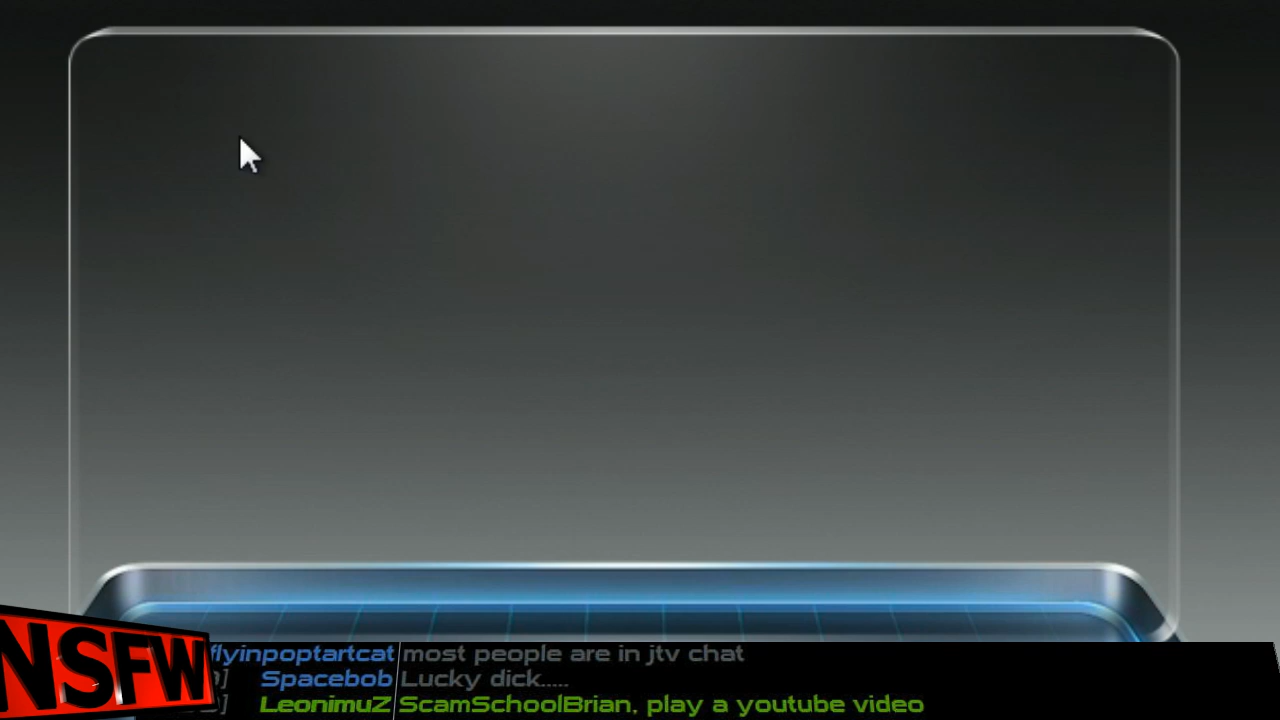 flyinpoptartcat most people are in jtv chat
] Spacebob Lucky dick.....
] LeonimuZ ScamSchoolBrian, play a youtube video
NSFW